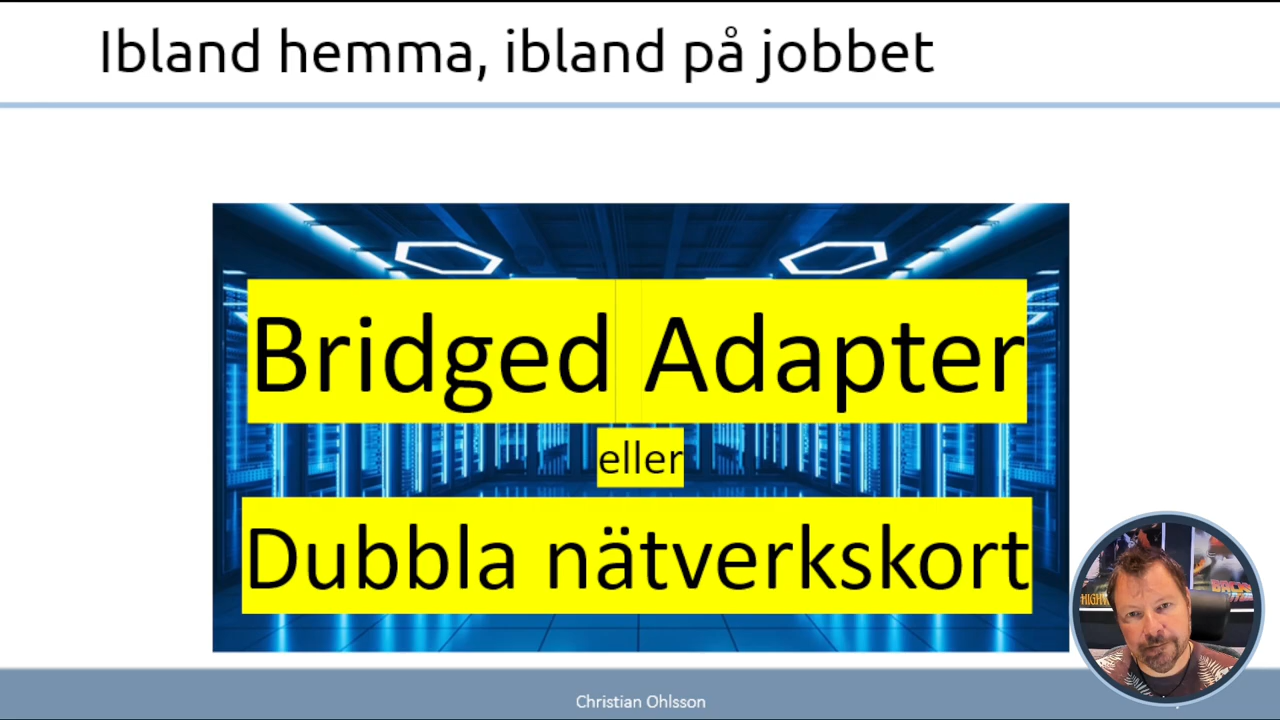 Ibland hemma, ibland på jobbet
Bridged Adapter
eller
Dubbla nätverkskort
Christian Ohlsson